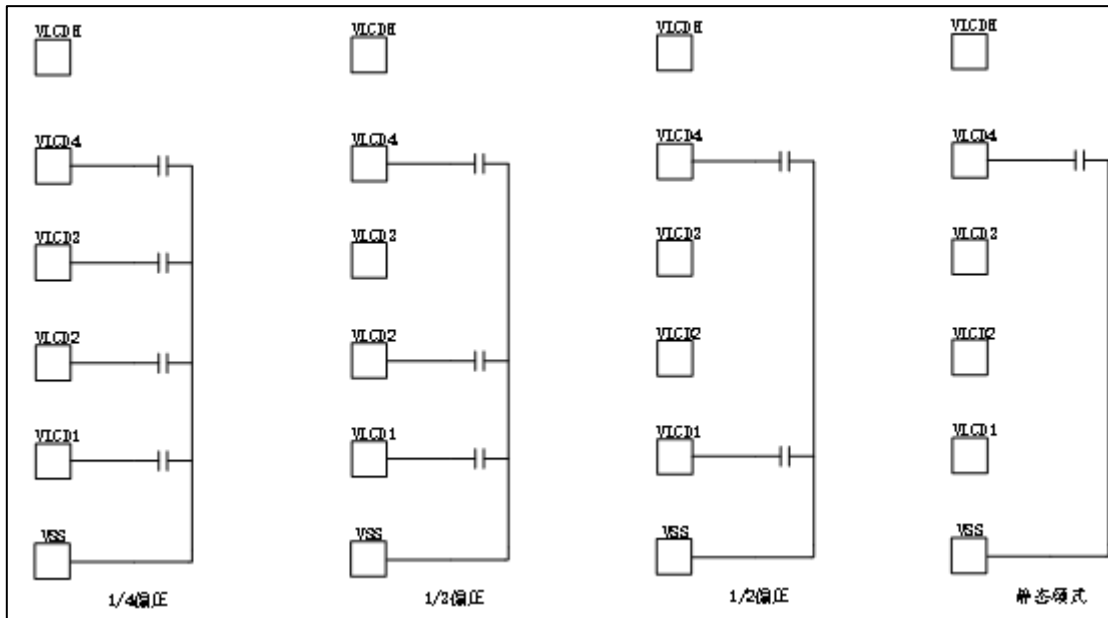 VLCDH VLCDH VLCDH VLCDH
VLCD4 VLCD4 VLCD4 VLCD4
VLCD3 VLCD3 VLCD3 VLCD3
VLCD2 VLCD2 VLCD2 VLCD2
VLCD1 VLCD1 VLCD1 VLCD1
VSS VSS VSS VSS
1/4偏压 1/3偏压 1/2偏压 静态模式